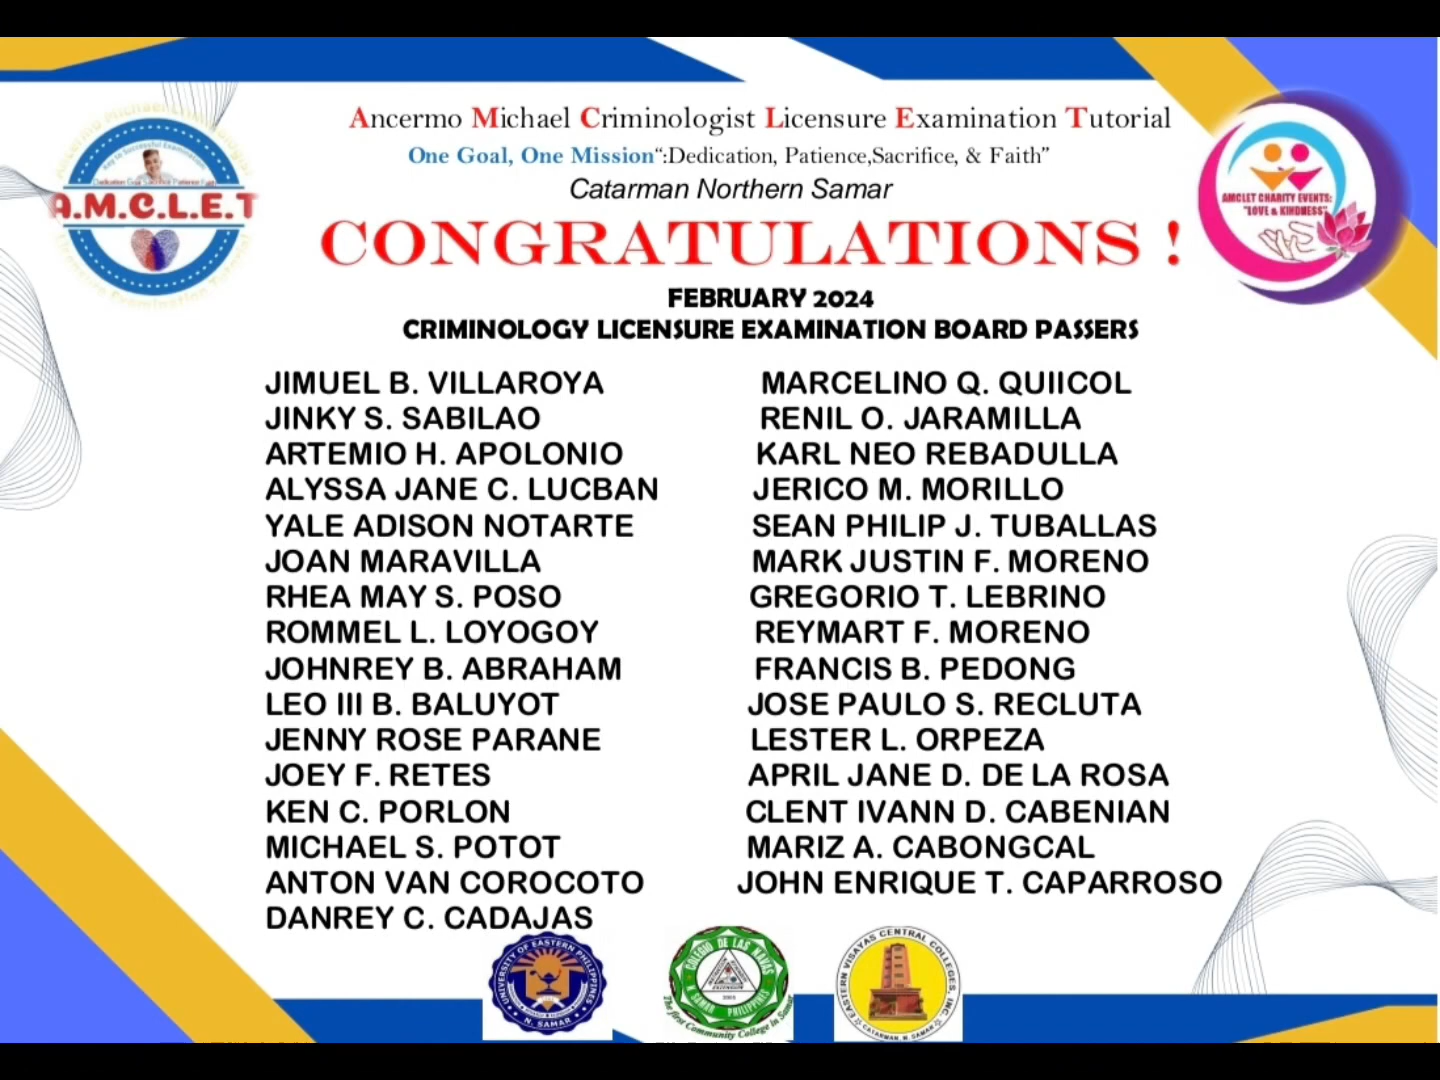 Ancermo Michael Criminologist Licensure Examination Tutorial
One Goal, One Mission“:Dedication, Patience,Sacrifice, & Faith”
Catarman Northern Samar
CONGRATULATIONS !
FEBRUARY 2024
CRIMINOLOGY LICENSURE EXAMINATION BOARD PASSERS
A.M.C.L.E.T
AMCLET CHARITY EVENTS:
"LOVE & KINDNESS"
JIMUEL B. VILLAROYA
JINKY S. SABILAO
ARTEMIO H. APOLONIO
ALYSSA JANE C. LUCBAN
YALE ADISON NOTARTE
JOAN MARAVILLA
RHEA MAY S. POSO
ROMMEL L. LOYOGOY
JOHNREY B. ABRAHAM
LEO III B. BALUYOT
JENNY ROSE PARANE
JOEY F. RETES
KEN C. PORLON
MICHAEL S. POTOT
ANTON VAN COROCOTO
DANREY C. CADAJAS
MARCELINO Q. QUIICOL
RENIL O. JARAMILLA
KARL NEO REBADULLA
JERICO M. MORILLO
SEAN PHILIP J. TUBALLAS
MARK JUSTIN F. MORENO
GREGORIO T. LEBRINO
REYMART F. MORENO
FRANCIS B. PEDONG
JOSE PAULO S. RECLUTA
LESTER L. ORPEZA
APRIL JANE D. DE LA ROSA
CLENT IVANN D. CABENIAN
MARIZ A. CABONGCAL
JOHN ENRIQUE T. CAPARROSO
UNIVERSITY OF EASTERN PHILIPPINES
N. SAMAR
COLEGIO DE LAS NAVAS
N. SAMAR PHILIPPINES
The first Community College in Samar
EASTERN VISAYAS CENTRAL COLLEGES, INC.
CATARMAN, N. SAMAR